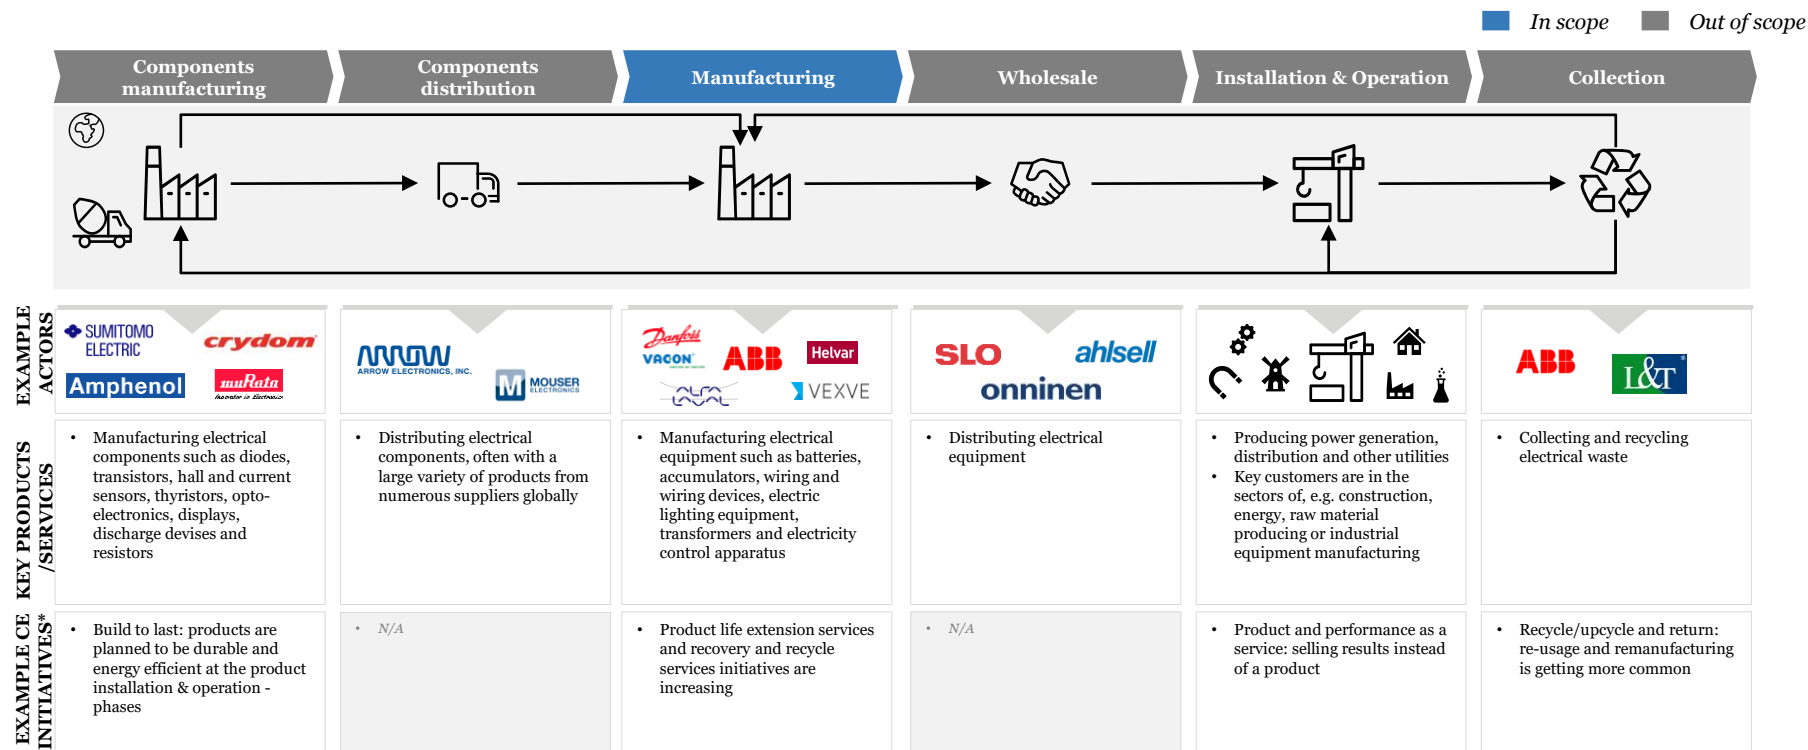 In scope
Out of scope
Components
manufacturing
Components
distribution
Manufacturing
Wholesale
Installation & Operation
Collection
EXAMPLE
ACTORS
SUMITOMO
ELECTRIC
crydom
Amphenol
muRata
Innovator in Electronics
ARROW
ARROW ELECTRONICS, INC.
M MOUSER
ELECTRONICS
Danfoss
VACON
ABB
Helvar
ALFA
LAVAL
VEXVE
SLO
ahlsell
onninen
ABB
L&T
KEY PRODUCTS
/SERVICES
• Manufacturing electrical
components such as diodes,
transistors, hall and current
sensors, thyristors, opto-
electronics, displays,
discharge devises and
resistors
• Distributing electrical
components, often with a
large variety of products from
numerous suppliers globally
• Manufacturing electrical
equipment such as batteries,
accumulators, wiring and
wiring devices, electric
lighting equipment,
transformers and electricity
control apparatus
• Distributing electrical
equipment
• Producing power generation,
distribution and other utilities
• Key customers are in the
sectors of, e.g. construction,
energy, raw material
producing or industrial
equipment manufacturing
• Collecting and recycling
electrical waste
EXAMPLE CE
INITIATIVES*
• Build to last: products are
planned to be durable and
energy efficient at the product
installation & operation -
phases
• N/A
• Product life extension services
and recovery and recycle
services initiatives are
increasing
• N/A
• Product and performance as a
service: selling results instead
of a product
• Recycle/upcycle and return:
re-usage and remanufacturing
is getting more common